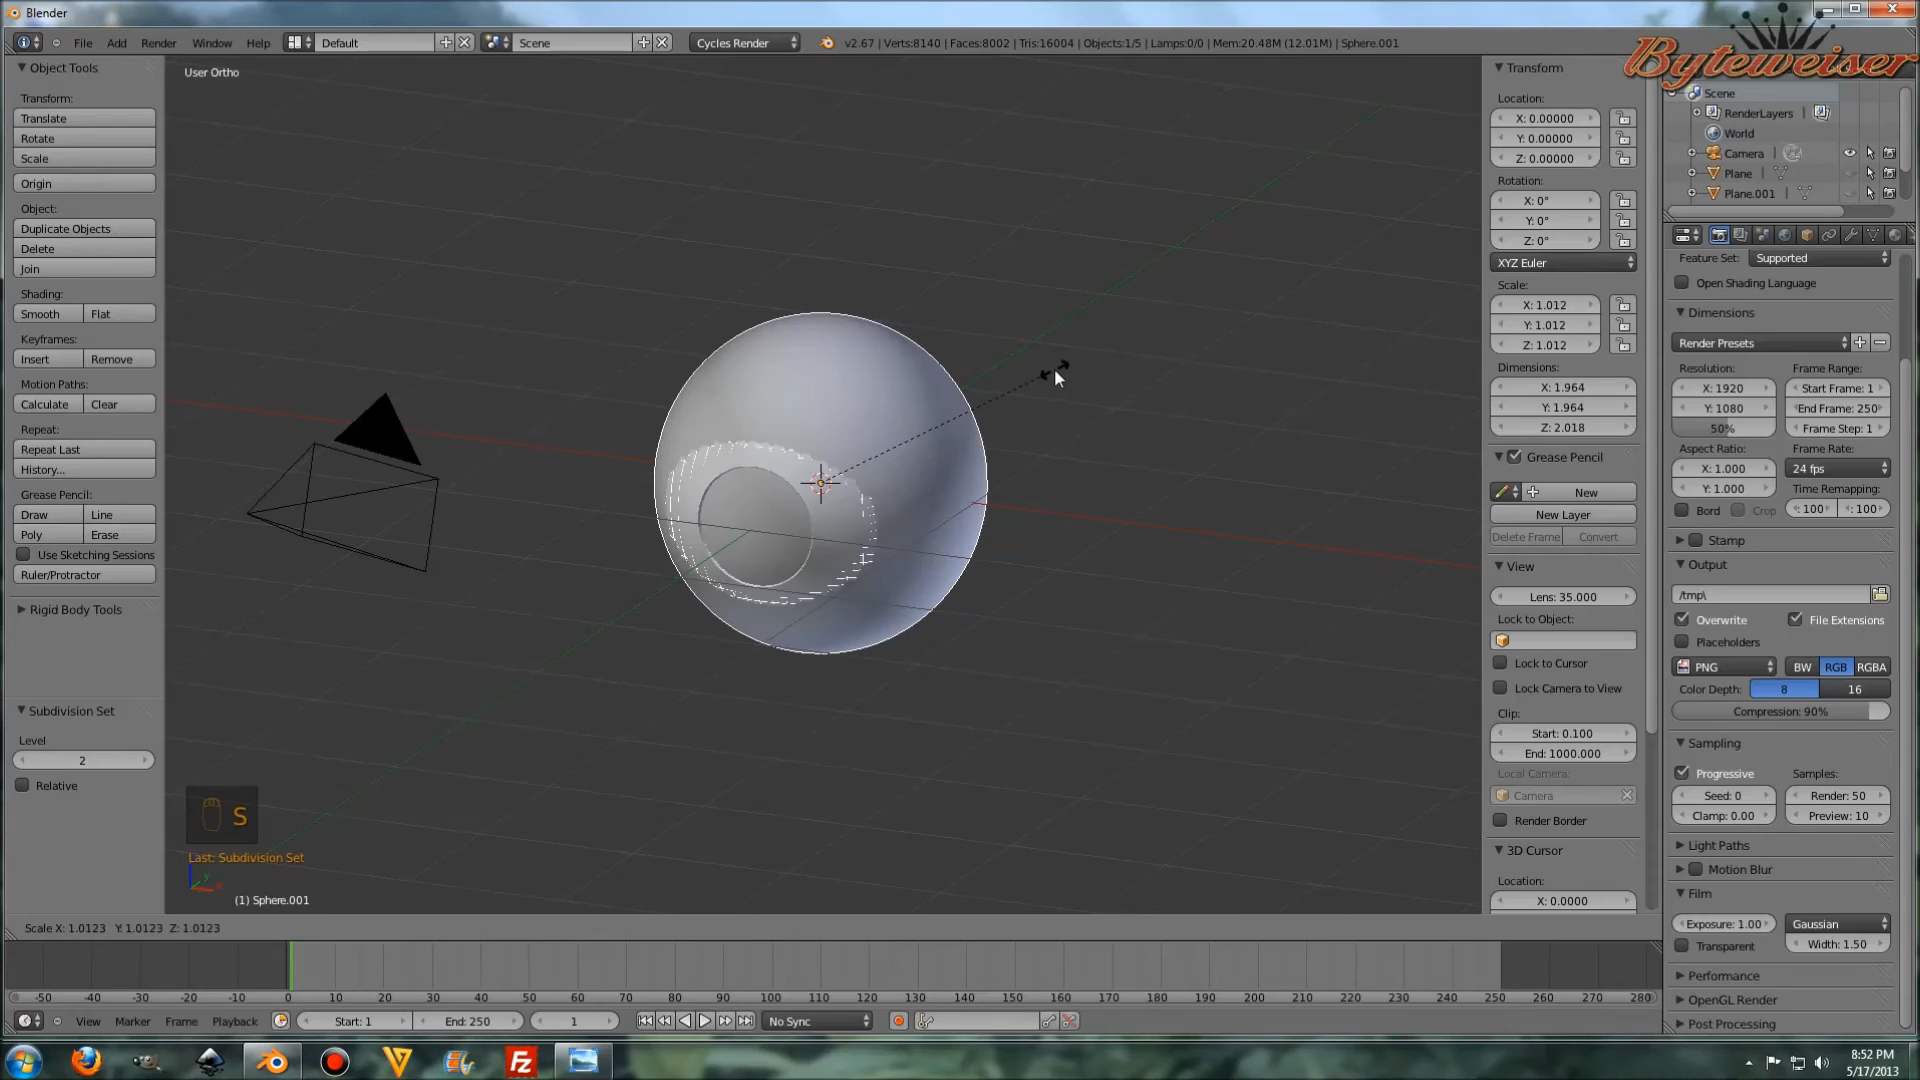 Blender
Byteweiser
File Add Render Window Help Default Scene Cycles Render v2.67 | Verts:8140 | Faces:8002 | Tris:16004 | Objects:1/5 | Lamps:0/0 | Mem:20.48M (12.01M) | Sphere.001
Object Tools
Transform:
Translate
Rotate
Scale
Origin
Object:
Duplicate Objects
Delete
Join
Shading:
Smooth Flat
Keyframes:
Insert Remove
Motion Paths:
Calculate Clear
Repeat:
Repeat Last
History...
Grease Pencil:
Draw Line
Poly Erase
Use Sketching Sessions
Ruler/Protractor
Rigid Body Tools
Subdivision Set
Level
2
Relative
User Ortho
S
Last: Subdivision Set
(1) Sphere.001
Scale X: 1.0123 Y: 1.0123 Z: 1.0123
Transform
Location:
X: 0.00000
Y: 0.00000
Z: 0.00000
Rotation:
X: 0°
Y: 0°
Z: 0°
XYZ Euler
Scale:
X: 1.012
Y: 1.012
Z: 1.012
Dimensions:
X: 1.964
Y: 1.964
Z: 2.018
Grease Pencil
New
New Layer
Delete Frame Convert
View
Lens: 35.000
Lock to Object:
Lock to Cursor
Lock Camera to View
Clip:
Start: 0.100
End: 1000.000
Local Camera:
Camera
Render Border
3D Cursor
Location:
X: 0.0000
Scene
RenderLayers
World
Camera
Plane
Plane.001
Feature Set: Supported
Open Shading Language
Dimensions
Render Presets
Resolution: Frame Range:
X: 1920 Start Frame: 1
Y: 1080 End Frame: 250
50% Frame Step: 1
Aspect Ratio: Frame Rate:
X: 1.000 24 fps
Y: 1.000 Time Remapping:
Bord Crop : 100 : 100
Stamp
Output
/tmp\
Overwrite File Extensions
Placeholders
PNG BW RGB RGBA
Color Depth: 8 16
Compression: 90%
Sampling
Progressive Samples:
Seed: 0 Render: 50
Clamp: 0.00 Preview: 10
Light Paths
Motion Blur
Film
Exposure: 1.00 Gaussian
Transparent Width: 1.50
Performance
OpenGL Render
Post Processing
-50 -40 -30 -20 -10 0 10 20 30 40 50 60 70 80 90 100 110 120 130 140 150 160 170 180 190 200 210 220 230 240 250 260 270 280
View Marker Frame Playback Start: 1 End: 250 1 No Sync
8:52 PM
5/17/2013